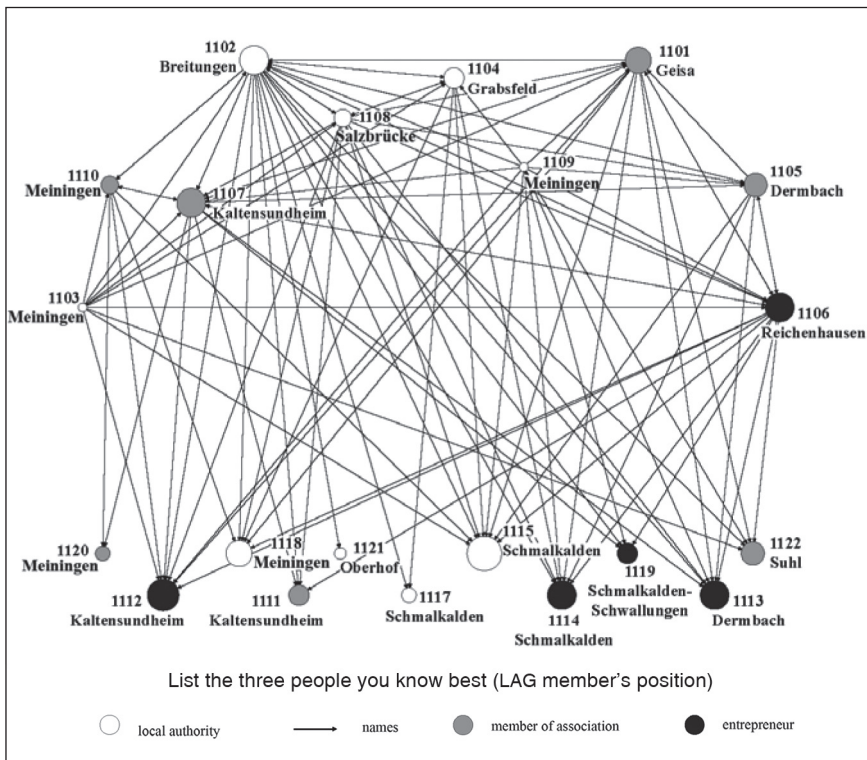 1102
Breitungen
1104
Grabsfeld
1101
Geisa
1108
Salzbrücke
1109
Meiningen
1110
Meiningen
1107
Kaltensundheim
1105
Dermbach
1103
Meiningen
1106
Reichenhausen
1120
Meiningen
1118
Meiningen
1121
Oberhof
1115
Schmalkalden
1119
Schmalkalden-
Schwallungen
1122
Suhl
1112
Kaltensundheim
1111
Kaltensundheim
1117
Schmalkalden
1114
Schmalkalden
1113
Dermbach
List the three people you know best (LAG member's position)
local authority names member of association entrepreneur